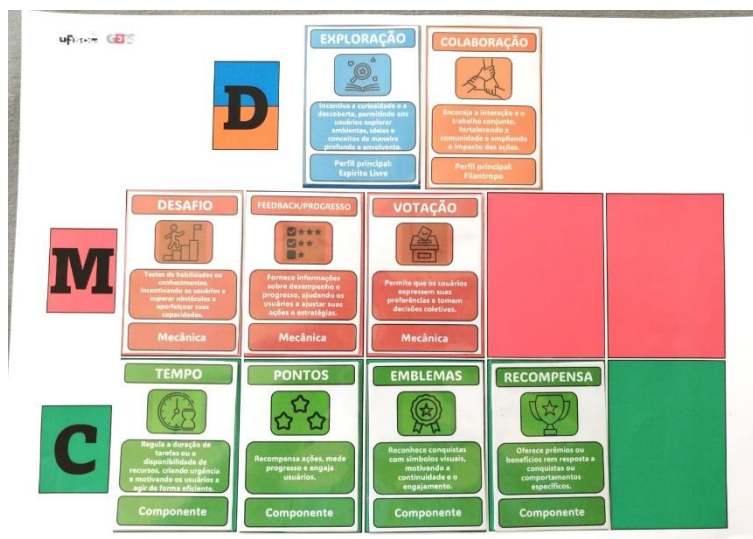 EXPLORAÇÃO
Incentiva a curiosidade e a
descoberta, permitindo aos
usuários explorar
ambientes, ideias e
conceitos de maneira
profunda e envolvente.
Perfil principal:
Espírito Livre
COLABORAÇÃO
Encoraja a interação e o
trabalho conjunto,
fortalecendo a
comunidade e ampliando
o impacto das ações.
Perfil principal:
Filantropo
D
M
DESAFIO
Testes de habilidades ou
conhecimentos,
incentivando os usuários a
superar obstáculos e
aperfeiçoar suas
capacidades.
Mecânica
FEEDBACK/PROGRESSO
Fornece informações
sobre desempenho e
progresso, ajudando os
usuários a ajustar suas
ações e estratégias.
Mecânica
VOTAÇÃO
Permite que os usuários
expressem suas
preferências e tomem
decisões coletivas.
Mecânica
C
TEMPO
Regula a duração de
tarefas ou a
disponibilidade de
recursos, criando urgência
e motivando os usuários a
agir de forma eficiente.
Componente
PONTOS
Recompensa ações, mede
progresso e engaja
usuários.
Componente
EMBLEMAS
Reconhece conquistas
com símbolos visuais,
motivando a
continuidade e o
engajamento.
Componente
RECOMPENSA
Oferece prêmios ou
benefícios em resposta a
conquistas ou
comportamentos
específicos.
Componente